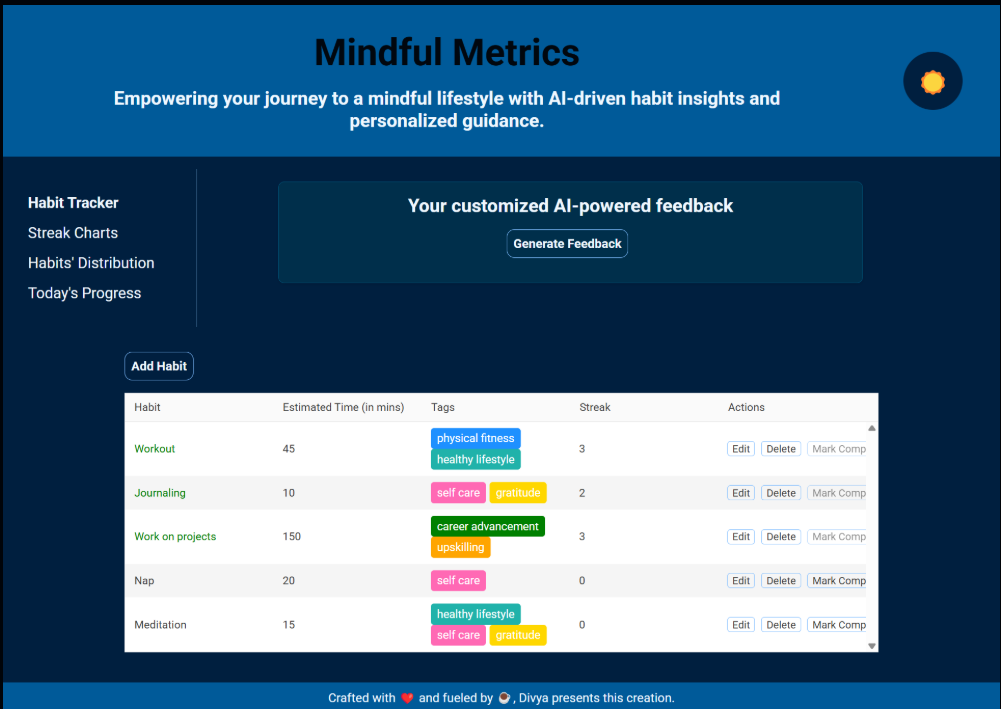 Mindful Metrics
Empowering your journey to a mindful lifestyle with AI-driven habit insights and
personalized guidance.
Habit Tracker
Streak Charts
Habits' Distribution
Today's Progress
Your customized AI-powered feedback
Generate Feedback
Add Habit
Habit Estimated Time (in mins) Tags Streak Actions
Workout 45 physical fitness healthy lifestyle 3 Edit Delete Mark Comp
Journaling 10 self care gratitude 2 Edit Delete Mark Comp
Work on projects 150 career advancement upskilling 3 Edit Delete Mark Comp
Nap 20 self care 0 Edit Delete Mark Comp
Meditation 15 healthy lifestyle self care gratitude 0 Edit Delete Mark Comp
Crafted with ❤️ and fueled by ☕, Divya presents this creation.